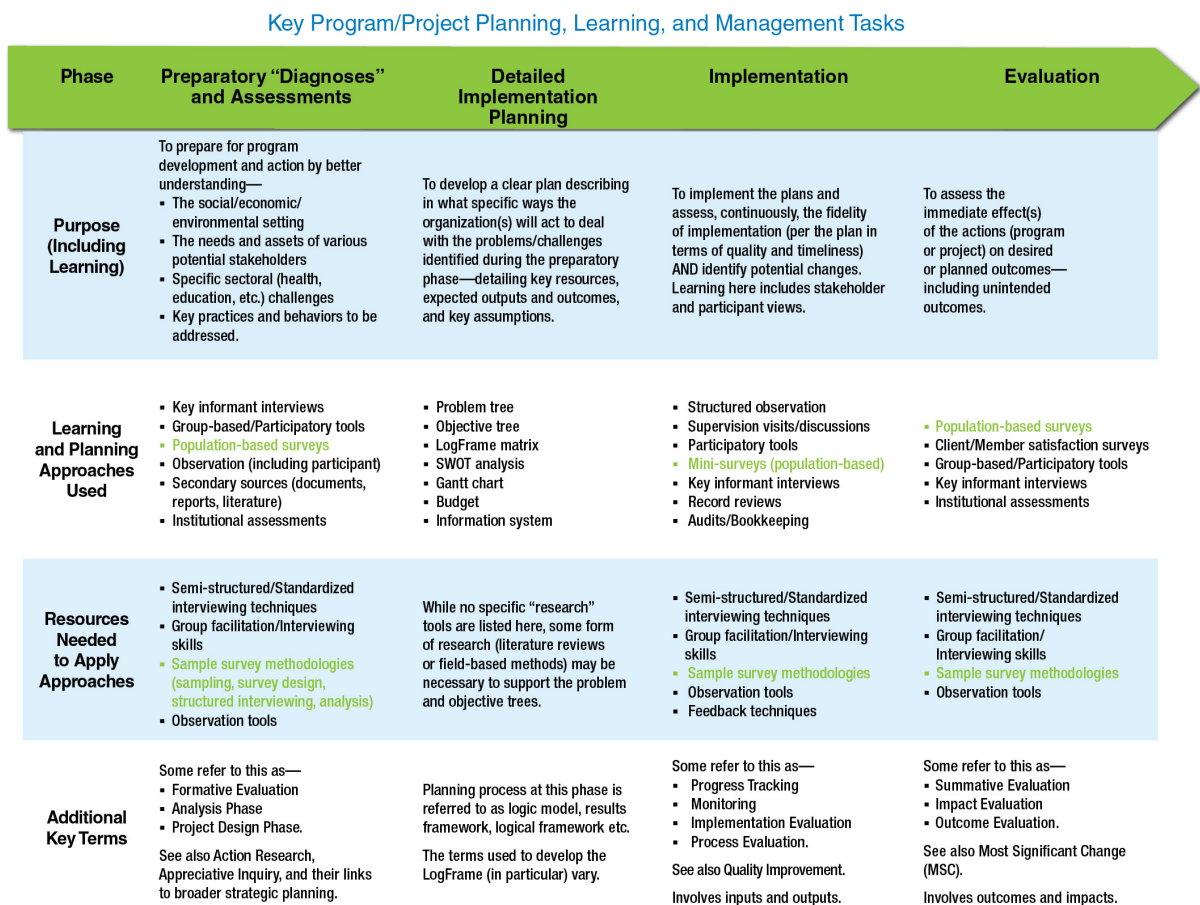 Key Program/Project Planning, Learning, and Management Tasks
Phase
Preparatory “Diagnoses”
and Assessments
Detailed
Implementation
Planning
Implementation
Evaluation
Purpose
(Including
Learning)
To prepare for program
development and action by better
understanding—
▪ The social/economic/
environmental setting
▪ The needs and assets of various
potential stakeholders
▪ Specific sectoral (health,
education, etc.) challenges
▪ Key practices and behaviors to be
addressed.
To develop a clear plan describing
in what specific ways the
organization(s) will act to deal
with the problems/challenges
identified during the preparatory
phase—detailing key resources,
expected outputs and outcomes,
and key assumptions.
To implement the plans and
assess, continuously, the fidelity
of implementation (per the plan in
terms of quality and timeliness)
AND identify potential changes.
Learning here includes stakeholder
and participant views.
To assess the
immediate effect(s)
of the actions (program
or project) on desired
or planned outcomes—
including unintended
outcomes.
Learning
and Planning
Approaches
Used
▪ Key informant interviews
▪ Group-based/Participatory tools
▪ Population-based surveys
▪ Observation (including participant)
▪ Secondary sources (documents,
reports, literature)
▪ Institutional assessments
▪ Problem tree
▪ Objective tree
▪ LogFrame matrix
▪ SWOT analysis
▪ Gantt chart
▪ Budget
▪ Information system
▪ Structured observation
▪ Supervision visits/discussions
▪ Participatory tools
▪ Mini-surveys (population-based)
▪ Key informant interviews
▪ Record reviews
▪ Audits/Bookkeeping
▪ Population-based surveys
▪ Client/Member satisfaction surveys
▪ Group-based/Participatory tools
▪ Key informant interviews
▪ Institutional assessments
Resources
Needed
to Apply
Approaches
▪ Semi-structured/Standardized
interviewing techniques
▪ Group facilitation/Interviewing
skills
▪ Sample survey methodologies
(sampling, survey design,
structured interviewing, analysis)
▪ Observation tools
While no specific “research”
tools are listed here, some form
of research (literature reviews
or field-based methods) may be
necessary to support the problem
and objective trees.
▪ Semi-structured/Standardized
interviewing techniques
▪ Group facilitation/Interviewing
skills
▪ Sample survey methodologies
▪ Observation tools
▪ Feedback techniques
▪ Semi-structured/Standardized
interviewing techniques
▪ Group facilitation/
Interviewing skills
▪ Sample survey methodologies
▪ Observation tools
Additional
Key Terms
Some refer to this as—
▪ Formative Evaluation
▪ Analysis Phase
▪ Project Design Phase.
See also Action Research,
Appreciative Inquiry, and their links
to broader strategic planning.
Planning process at this phase is
referred to as logic model, results
framework, logical framework etc.
The terms used to develop the
LogFrame (in particular) vary.
Some refer to this as—
▪ Progress Tracking
▪ Monitoring
▪ Implementation Evaluation
▪ Process Evaluation.
See also Quality Improvement.
Involves inputs and outputs.
Some refer to this as—
▪ Summative Evaluation
▪ Impact Evaluation
▪ Outcome Evaluation.
See also Most Significant Change
(MSC).
Involves outcomes and impacts.